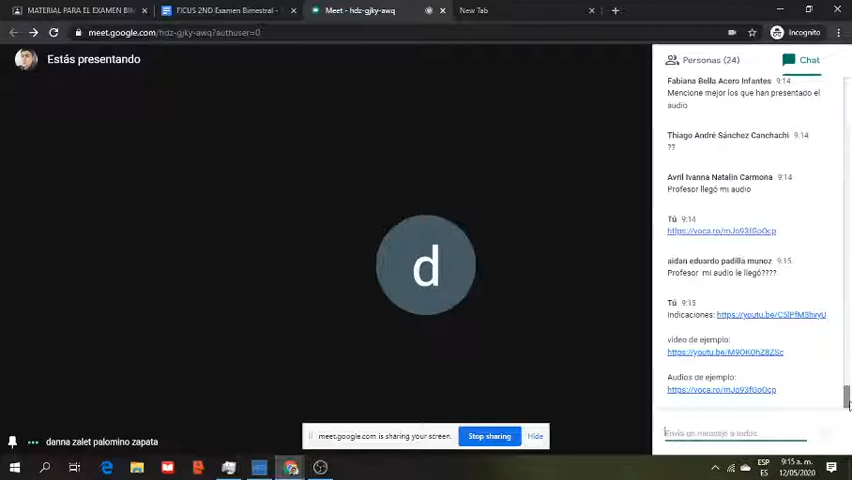 MATERIAL PARA EL EXAMEN BIM
FICUS 2ND Examen Bimestral -
Meet - hdz-gjky-awq
New Tab
meet.google.com/hdz-gjky-awq?authuser=0
Incognito
Estás presentando
Personas (24)
Chat
Fabiana Bella Acero Infantes 9:14
Mencione mejor los que han presentado el
audio
Thiago André Sánchez Canchachi 9:14
??
Avril Ivanna Natalin Carmona 9:14
Profesor llegó mi audio
Tú 9:14
https://voca.ro/mJo93fGoOcp
aidan eduardo padilla munoz 9:15
Profesor mi audio le llegó????
Tú 9:15
Indicaciones: https://youtu.be/C5lPfM3hvyU
video de ejemplo:
https://youtu.be/M9OKOhZ8ZSc
Audios de ejemplo:
https://voca.ro/mJo93fGoOcp
Envía un mensaje a todos
d
danna zalet palomino zapata
meet.google.com is sharing your screen.
Stop sharing
Hide
ESP
ES
9:15 a. m.
12/05/2020